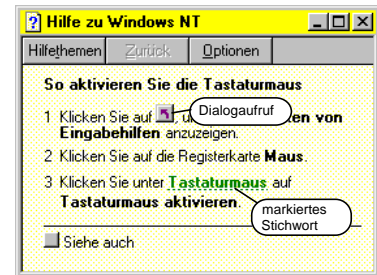 Hilfe zu Windows NT
Hilfethemen Zurück Optionen
So aktivieren Sie die Tastaturmaus
1 Klicken Sie auf , u Dialogaufruf ten von
Eingabehilfen anzuzeigen.
2 Klicken Sie auf die Registerkarte Maus.
3 Klicken Sie unter Tastaturmaus auf
Tastaturmaus aktivieren.
markiertes
Stichwort
Siehe auch